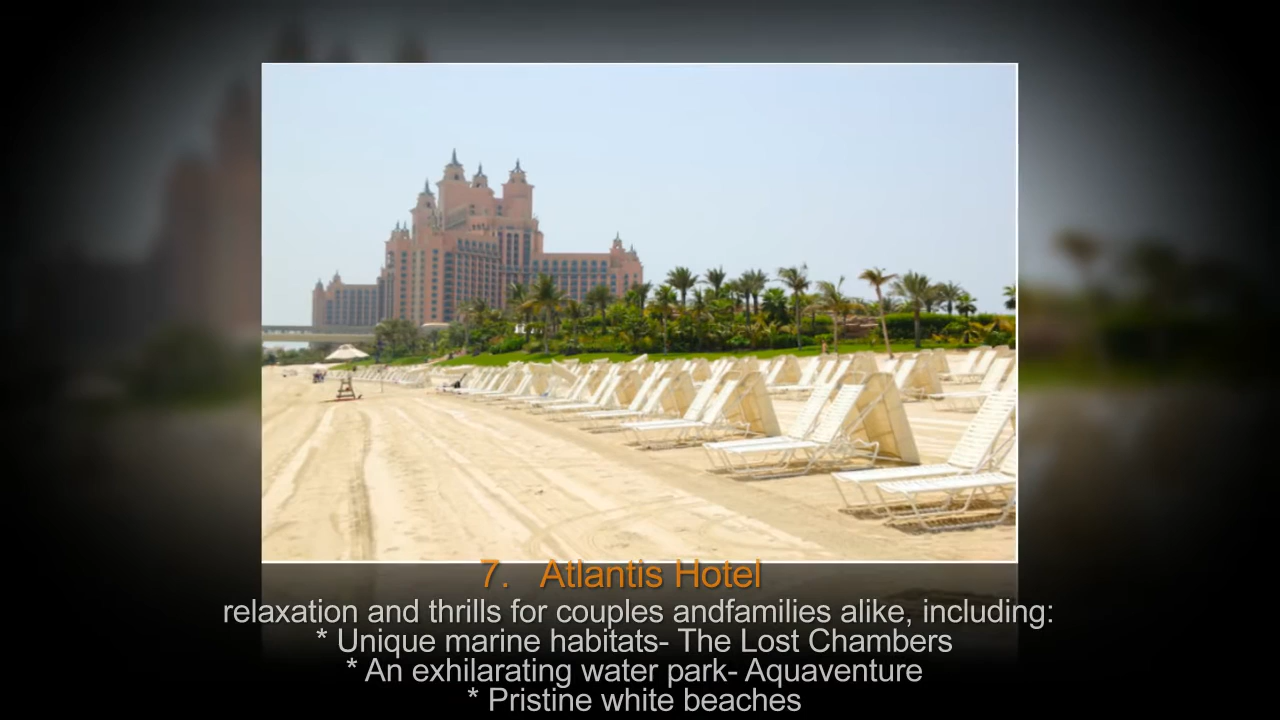 7. Atlantis Hotel
relaxation and thrills for couples andfamilies alike, including:
* Unique marine habitats- The Lost Chambers
* An exhilarating water park- Aquaventure
* Pristine white beaches